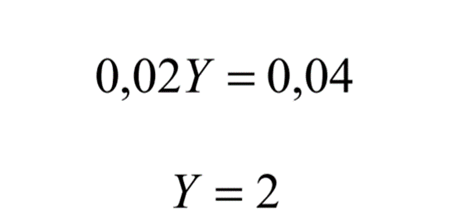 0,02Y = 0,04
Y = 2